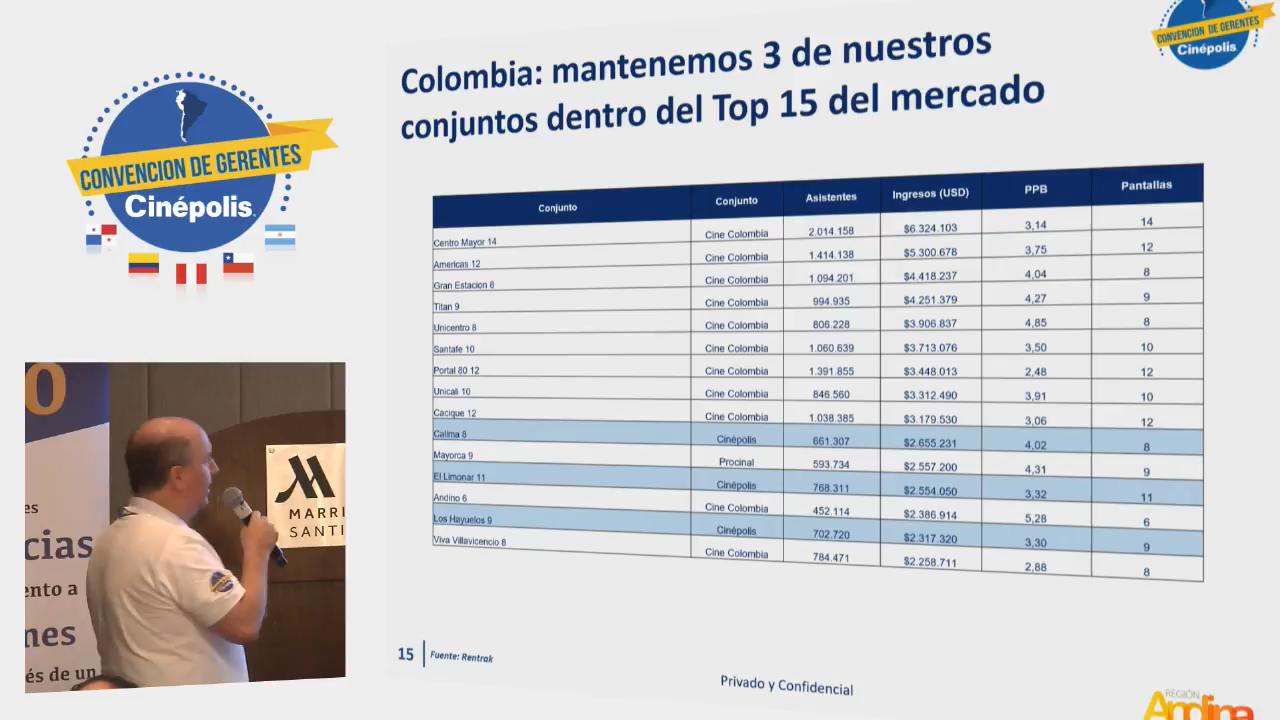 Colombia: mantenemos 3 de nuestros
conjuntos dentro del Top 15 del mercado
CONVENCION DE GERENTES
Cinépolis
CONVENCION DE GERENTES
Cinépolis
Conjunto Conjunto Asistentes Ingresos (USD) PPB Pantallas
Centro Mayor 14 Cine Colombia 2.014.158 $6.324.103 3,14 14
Americas 12 Cine Colombia 1.414.138 $5.300.678 3,75 12
Gran Estacion 8 Cine Colombia 1.094.201 $4.418.237 4,04 8
Titan 9 Cine Colombia 994.935 $4.251.379 4,27 9
Unicentro 8 Cine Colombia 806.228 $3.906.837 4,85 8
Santafe 10 Cine Colombia 1.060.639 $3.713.076 3,50 10
Portal 80 12 Cine Colombia 1.391.855 $3.448.013 2,48 12
Unicali 10 Cine Colombia 846.560 $3.312.490 3,91 10
Cacique 12 Cine Colombia 1.038.385 $3.179.530 3,06 12
Calima 8 Cinépolis 661.307 $2.655.231 4,02 8
Mayorca 9 Procinal 593.734 $2.557.200 4,31 9
El Limonar 11 Cinépolis 768.311 $2.554.050 3,32 11
Andino 6 Cine Colombia 452.114 $2.386.914 5,28 6
Los Hayuelos 9 Cinépolis 702.720 $2.317.320 3,30 9
Viva Villavicencio 8 Cine Colombia 784.471 $2.258.711 2,88 8
0
es
cias
ento a
nes
és de un
MARRI
SANTI
15 Fuente: Rentrak
Privado y Confidencial
REGIÓN
Andina